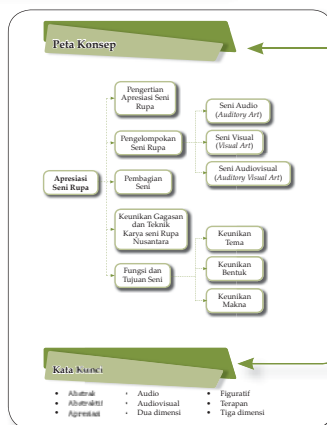 Peta Konsep
Apresiasi
Seni Rupa
Pengertian
Apresiasi Seni
Rupa
Pengelompokan
Seni Rupa
Pembagian
Seni
Keunikan Gagasan
dan Teknik
Karya seni Rupa
Nusantara
Fungsi dan
Tujuan Seni
Seni Audio
(Auditory Art)
Seni Visual
(Visual Art)
Seni Audiovisual
(Auditory Visual Art)
Keunikan
Tema
Keunikan
Bentuk
Keunikan
Makna
Kata Kunci
• Abstrak
• Abstraktif
• Apresiasi
• Audio
• Audiovisual
• Dua dimensi
• Figuratif
• Terapan
• Tiga dimensi